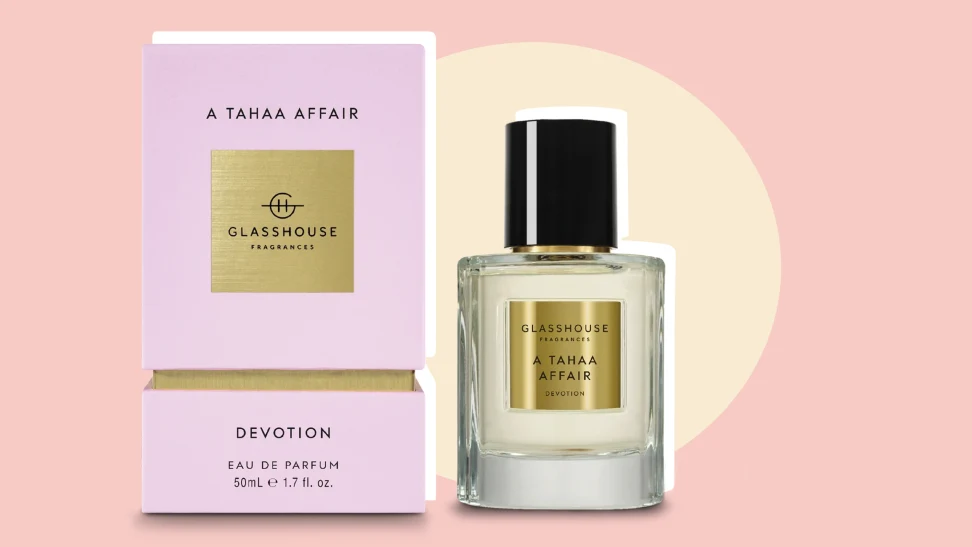 A TAHAA AFFAIR
GLASSHOUSE
FRAGRANCES
DEVOTION
EAU DE PARFUM
50mL ℮ 1.7 fl. oz.
GLASSHOUSE
FRAGRANCES
A TAHAA
AFFAIR
DEVOTION